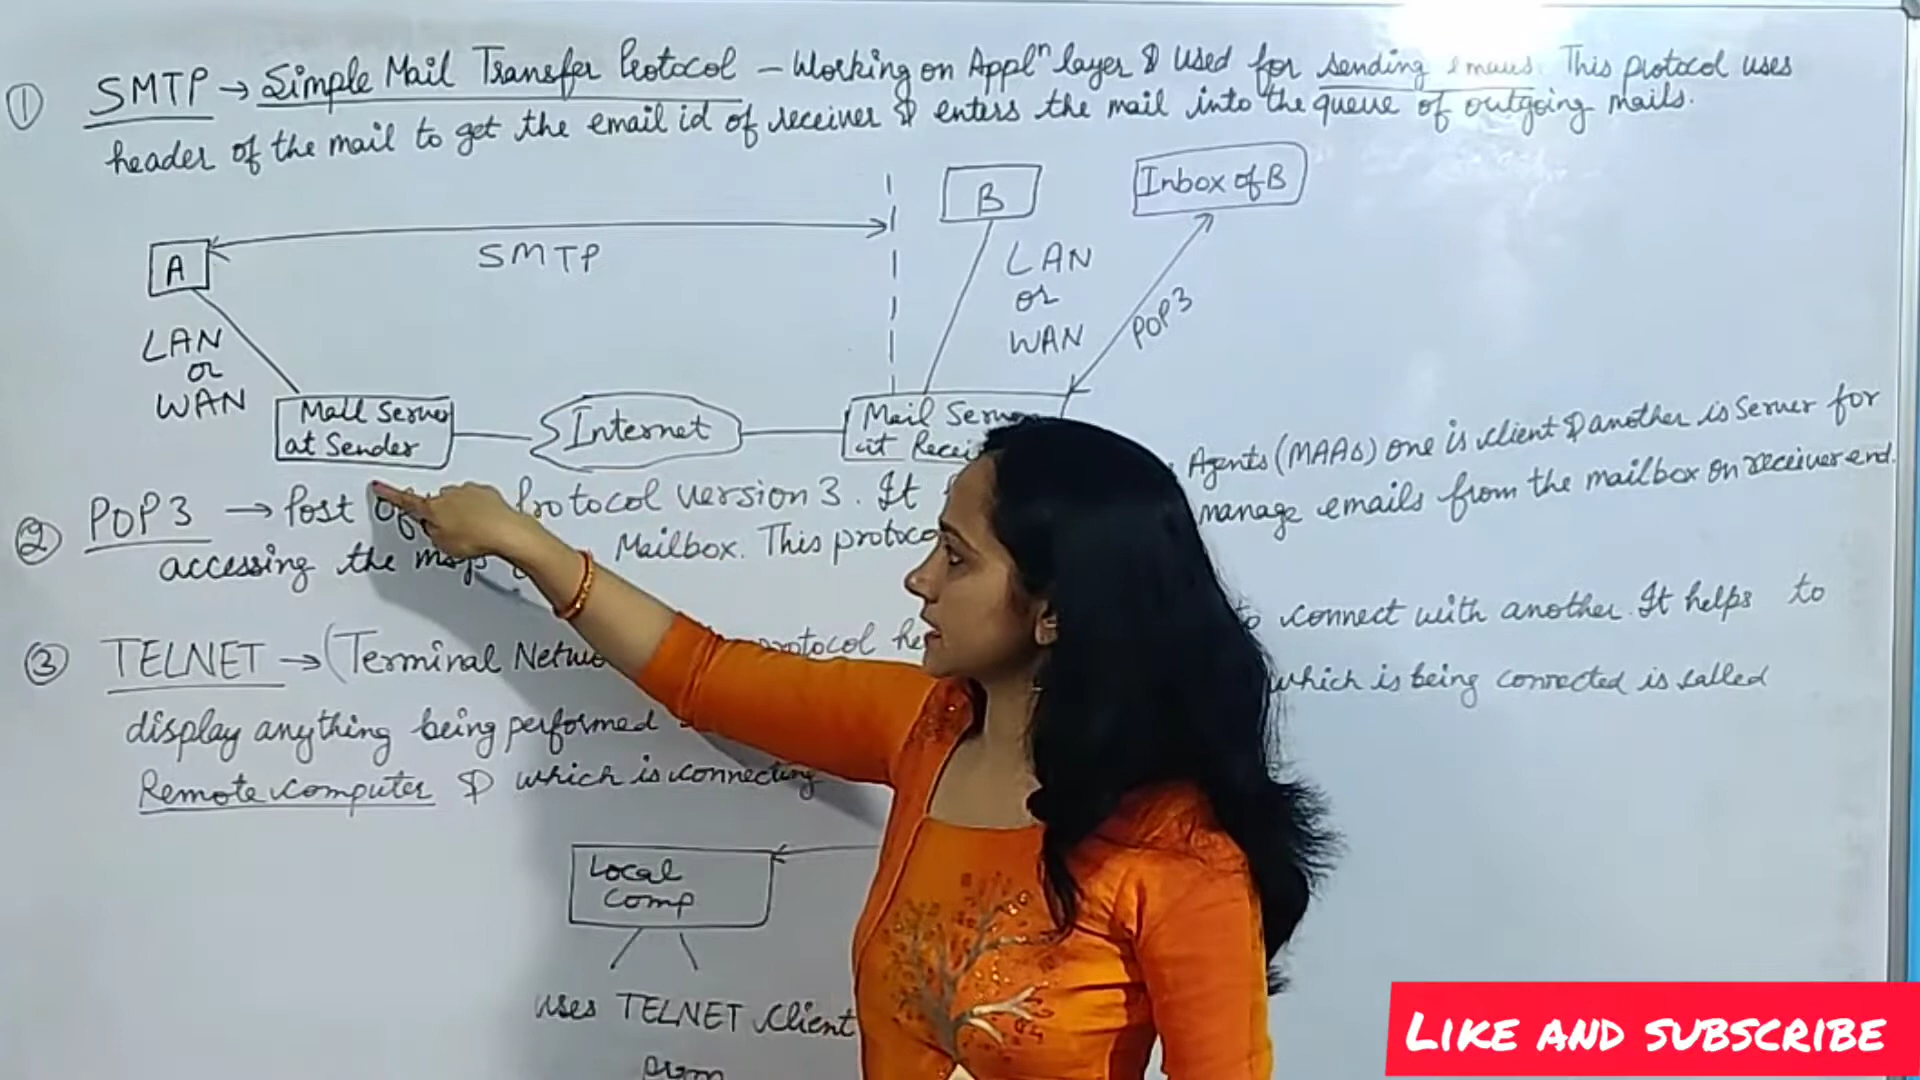 ① SMTP → Simple Mail Transfer Protocol – Working on Applⁿ layer & used for sending emails. This protocol uses
header of the mail to get the email id of receiver & enters the mail into the queue of outgoing mails.
B
Inbox of B
A
SMTP
LAN
or
WAN
LAN
or
WAN
POP3
Mail Server
at Sender
Internet
Mail Server
at
② POP3 → Post Protocol version 3. It Agents (MAAs) one is client & another is Server for
accessing the msgs Mailbox. This manage emails from the mailbox on receiver end.
③ TELNET → (Terminal protocol to connect with another. It helps to
display anything being performed which is being connected is called
Remote computer & which is connecting
Local
Comp
uses TELNET Client
LIKE AND SUBSCRIBE